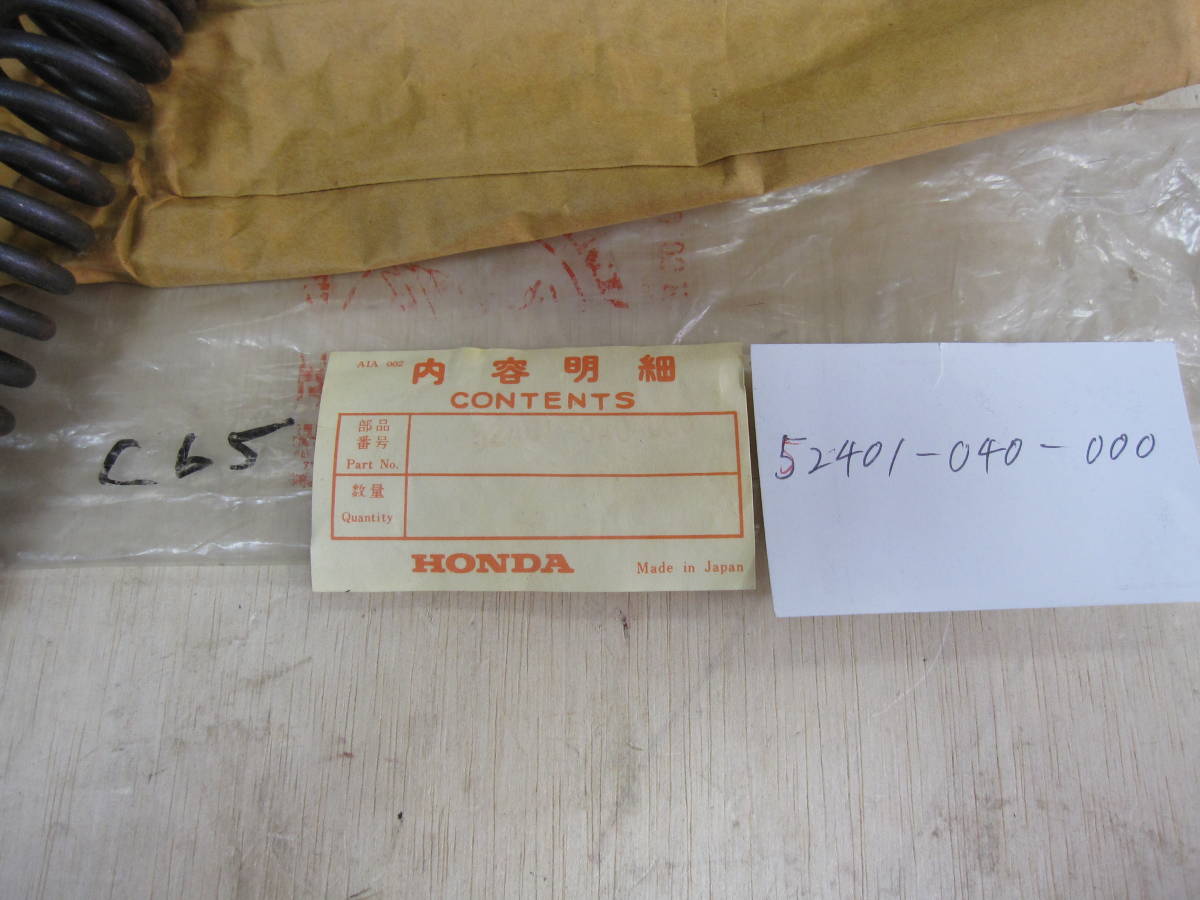 C65
A1A 002
内容明細
CONTENTS
部品
番号
Part No.
数量
Quantity
HONDA
Made in Japan
52401-040-000